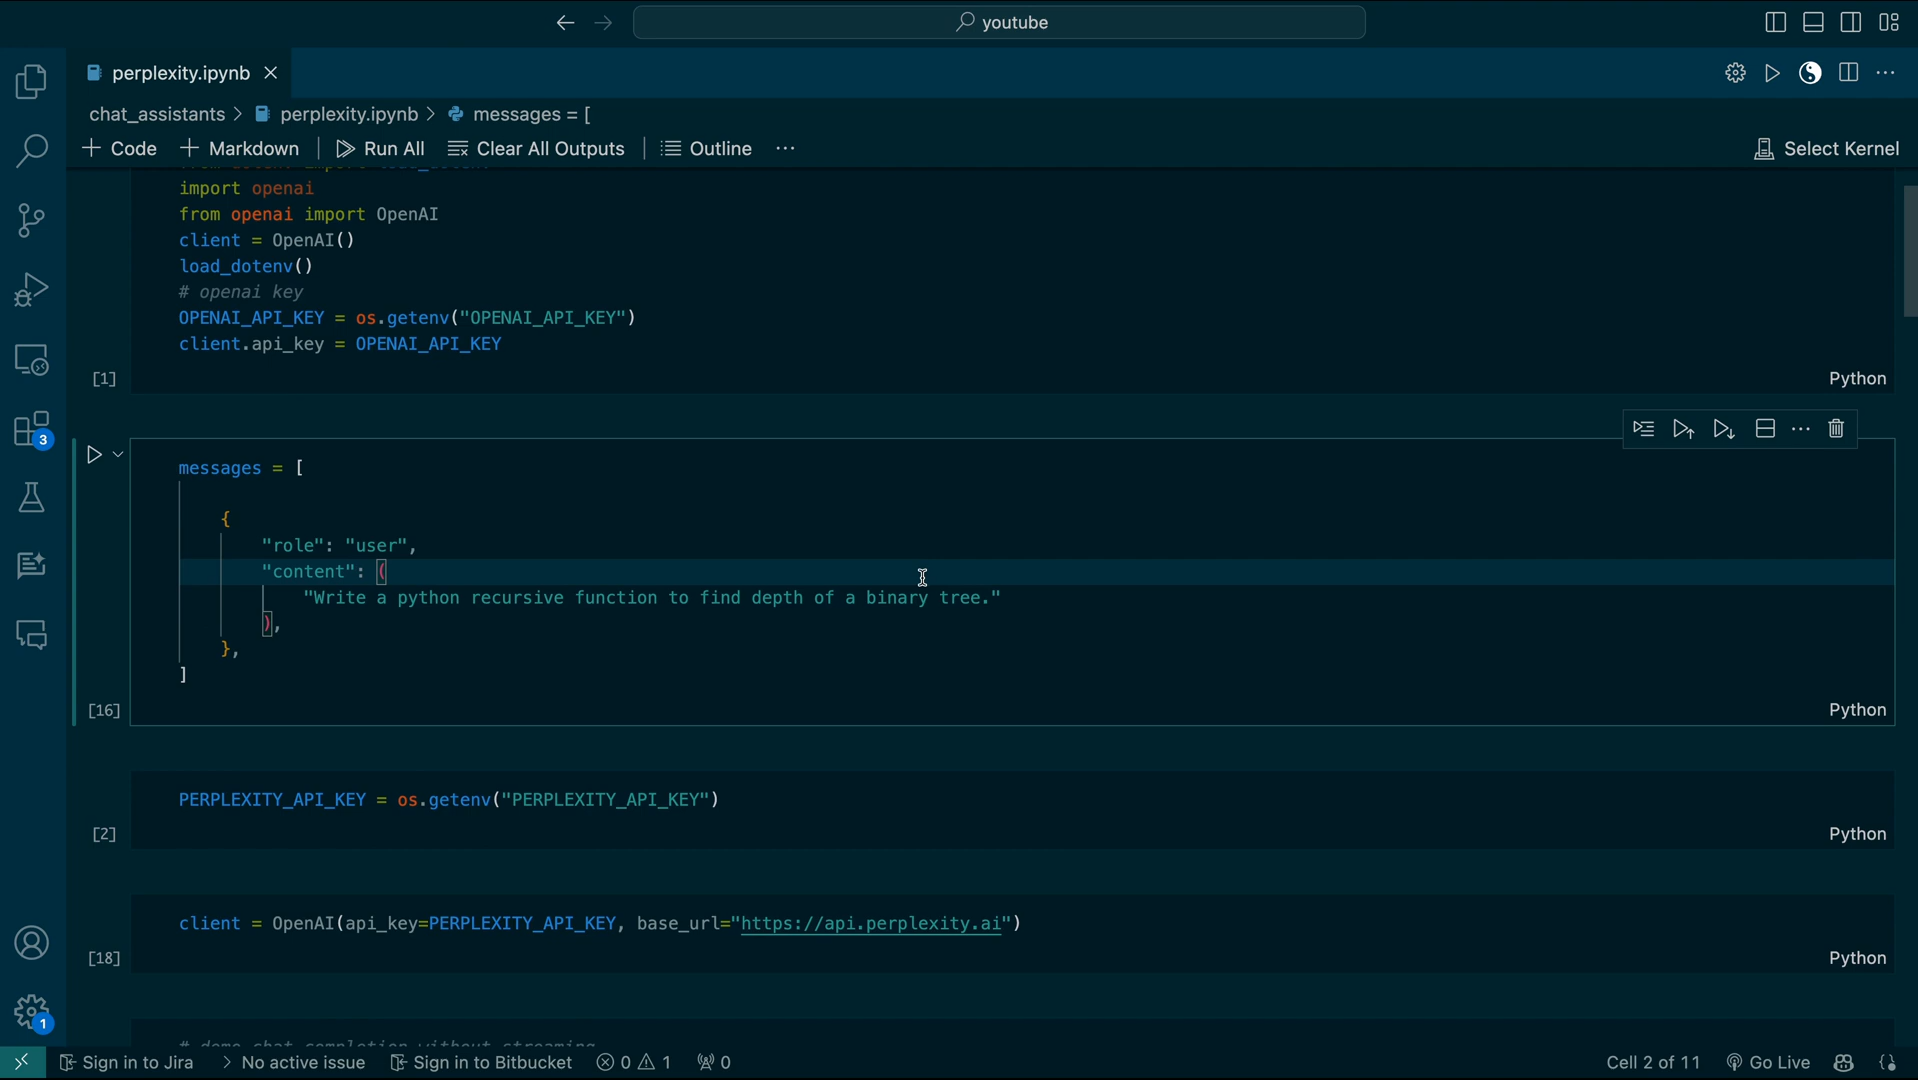 youtube
perplexity.ipynb
chat_assistants > perplexity.ipynb > messages = [
+ Code + Markdown Run All Clear All Outputs Outline ... Select Kernel
import openai
from openai import OpenAI
client = OpenAI()
load_dotenv()
# openai key
OPENAI_API_KEY = os.getenv("OPENAI_API_KEY")
client.api_key = OPENAI_API_KEY
[1] Python
messages = [
{
"role": "user",
"content": (
"Write a python recursive function to find depth of a binary tree."
),
},
]
[16] Python
PERPLEXITY_API_KEY = os.getenv("PERPLEXITY_API_KEY")
[2] Python
client = OpenAI(api_key=PERPLEXITY_API_KEY, base_url="https://api.perplexity.ai")
[18] Python
# demo chat completion without streaming
3
1
Sign in to Jira > No active issue Sign in to Bitbucket 0 1 0 Cell 2 of 11 Go Live